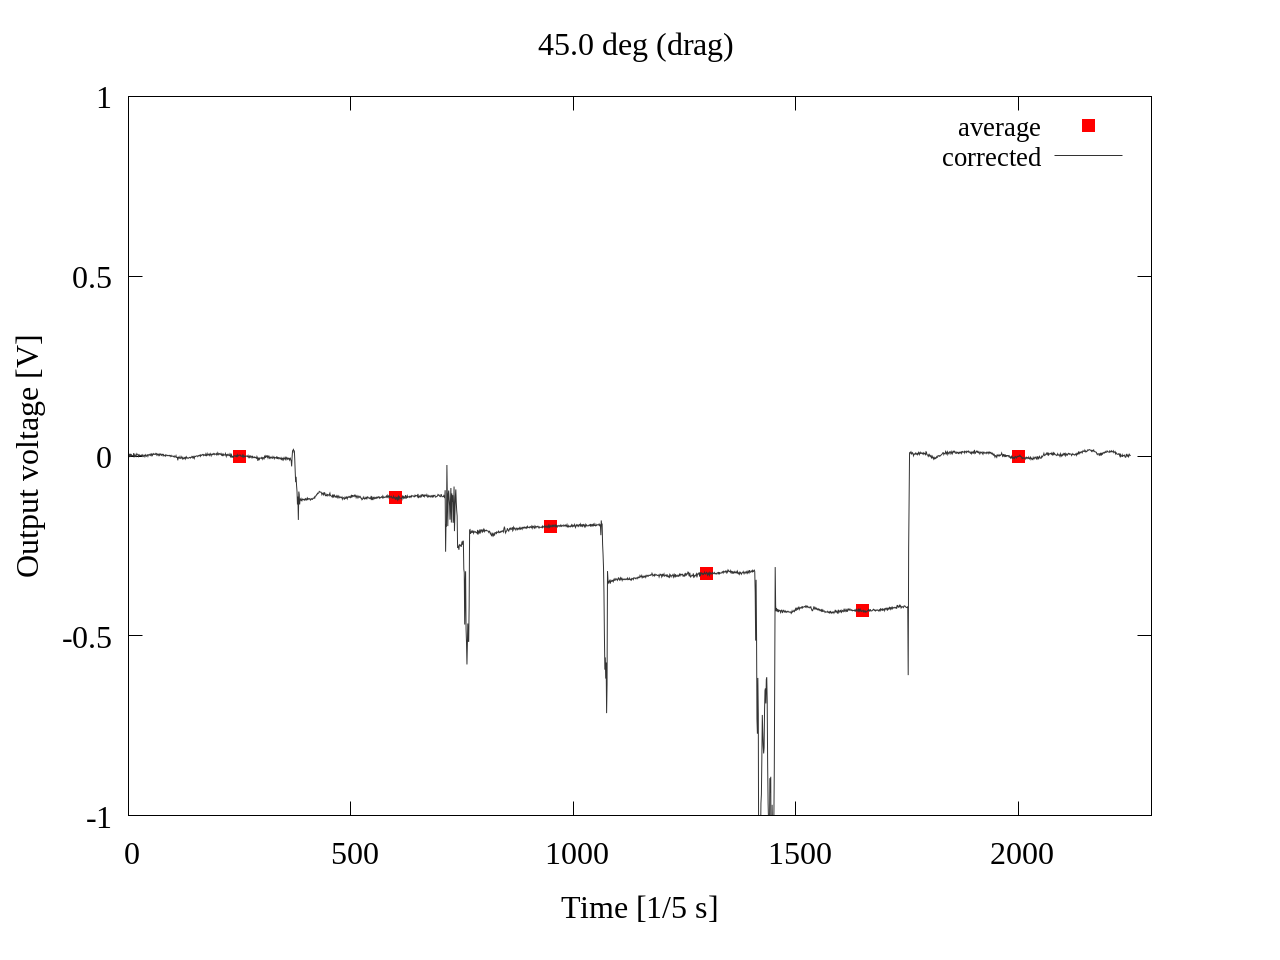 45.0 deg (drag)
1
0.5
0
-0.5
-1
Output voltage [V]
average
corrected
0 500 1000 1500 2000
Time [1/5 s]